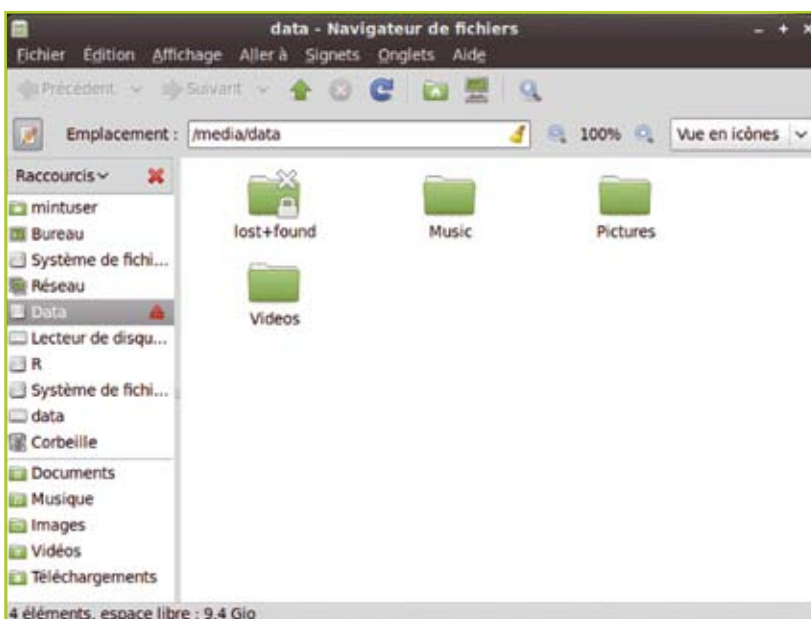 data - Navigateur de fichiers
Fichier Édition Affichage Aller à Signets Onglets Aide
Précédent Suivant
Emplacement : /media/data 100% Vue en icônes
Raccourcis
mintuser
Bureau
Système de fichi...
Réseau
Data
Lecteur de disqu...
R
Système de fichi...
data
Corbeille
Documents
Musique
Images
Vidéos
Téléchargements
lost+found Music Pictures
Videos
4 éléments, espace libre : 9,4 Gio